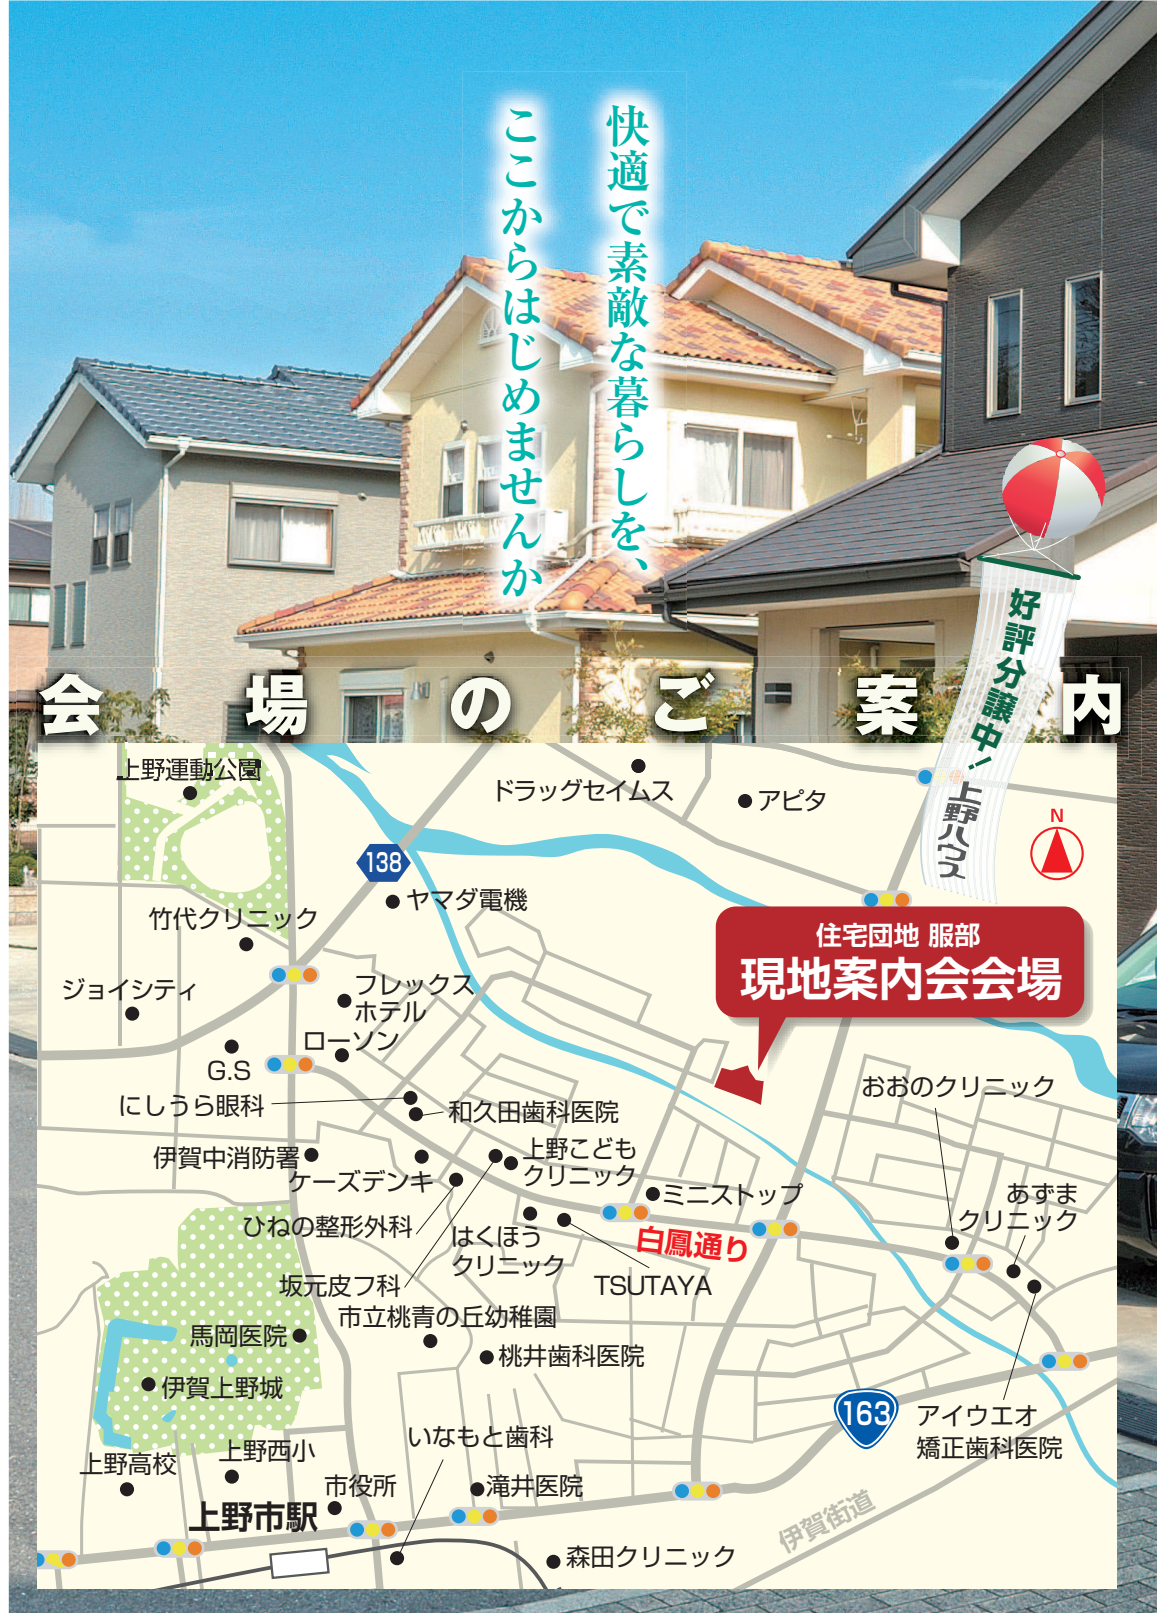 快適で素敵な暮らしを、
ここからはじめませんか
好評分譲中！
上野ハウス
会場のご案内
上野運動公園
ドラッグセイムス
アピタ
N
138
ヤマダ電機
竹代クリニック
住宅団地 服部
現地案内会会場
ジョイシティ
フレックス
ホテル
ローソン
G.S
おおのクリニック
にしうら眼科
和久田歯科医院
伊賀中消防署
上野こども
クリニック
ケーズデンキ
ミニストップ
あずま
クリニック
ひねの整形外科
はくほう
クリニック
白鳳通り
坂元皮フ科
TSUTAYA
市立桃青の丘幼稚園
馬岡医院
桃井歯科医院
伊賀上野城
163
アイウエオ
矯正歯科医院
いなもと歯科
上野高校
上野西小
市役所
滝井医院
上野市駅
伊賀街道
森田クリニック